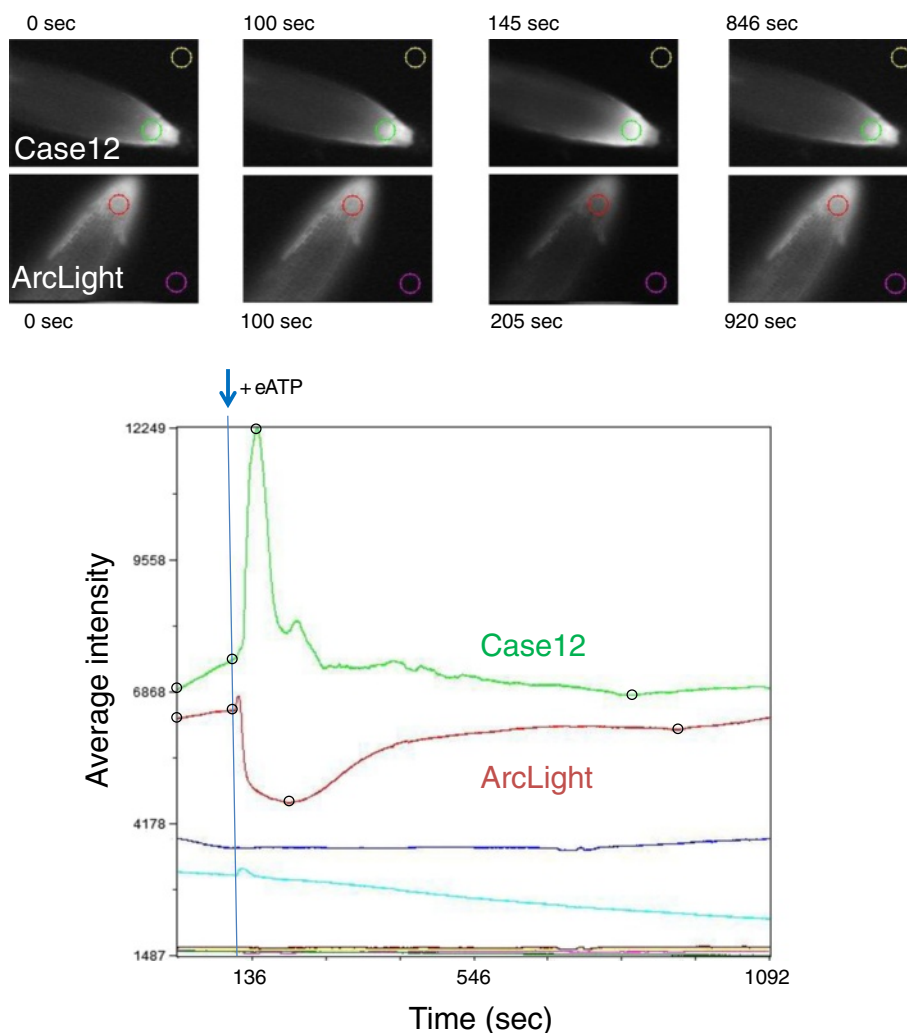 0 sec 100 sec 145 sec 846 sec
Case12
ArcLight
0 sec 100 sec 205 sec 920 sec
+ eATP
12249
9558
6868
4178
1487
Average intensity
Case12
ArcLight
136 546 1092
Time (sec)